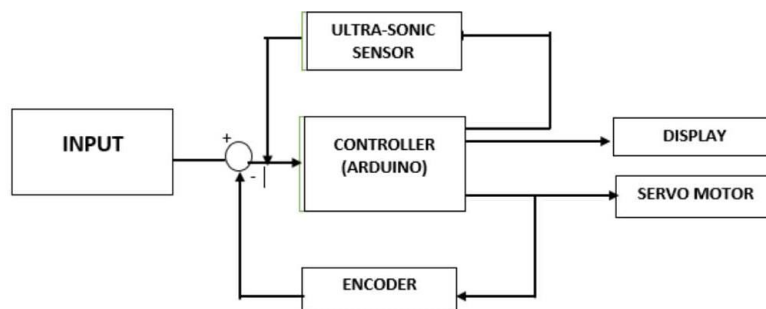 ULTRA-SONIC
SENSOR
INPUT
+
-
CONTROLLER
(ARDUINO)
DISPLAY
SERVO MOTOR
ENCODER